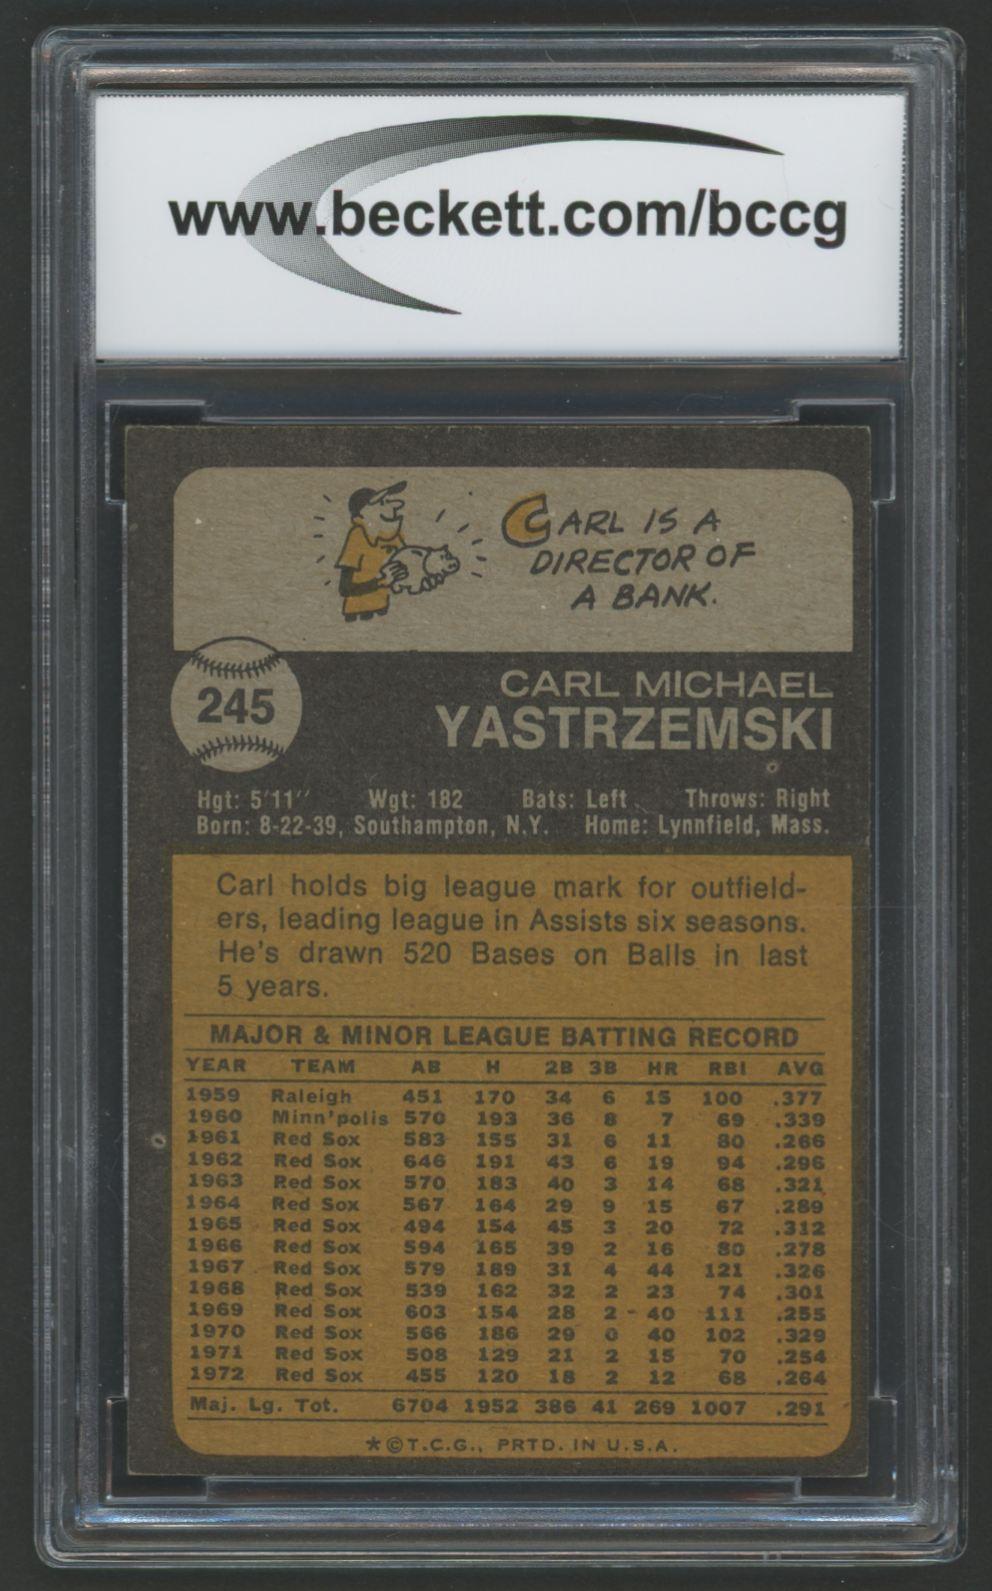 www.beckett.com/bccg
CARL IS A
DIRECTOR OF
A BANK.
245
CARL MICHAEL
YASTRZEMSKI
Hgt: 5'11'' Wgt: 182 Bats: Left Throws: Right
Born: 8-22-39, Southampton, N.Y. Home: Lynnfield, Mass.
Carl holds big league mark for outfield-
ers, leading league in Assists six seasons.
He's drawn 520 Bases on Balls in last
5 years.
MAJOR & MINOR LEAGUE BATTING RECORD
YEAR TEAM AB H 2B 3B HR RBI AVG
1959 Raleigh 451 170 34 6 15 100 .377
1960 Minn'polis 570 193 36 8 7 69 .339
1961 Red Sox 583 155 31 6 11 80 .266
1962 Red Sox 646 191 43 6 19 94 .296
1963 Red Sox 570 183 40 3 14 68 .321
1964 Red Sox 567 164 29 9 15 67 .289
1965 Red Sox 494 154 45 3 20 72 .312
1966 Red Sox 594 165 39 2 16 80 .278
1967 Red Sox 579 189 31 4 44 121 .326
1968 Red Sox 539 162 32 2 23 74 .301
1969 Red Sox 603 154 28 2 40 111 .255
1970 Red Sox 566 186 29 0 40 102 .329
1971 Red Sox 508 129 21 2 15 70 .254
1972 Red Sox 455 120 18 2 12 68 .264
Maj. Lg. Tot. 6704 1952 386 41 269 1007 .291
*©T.C.G., PRTD. IN U.S.A.